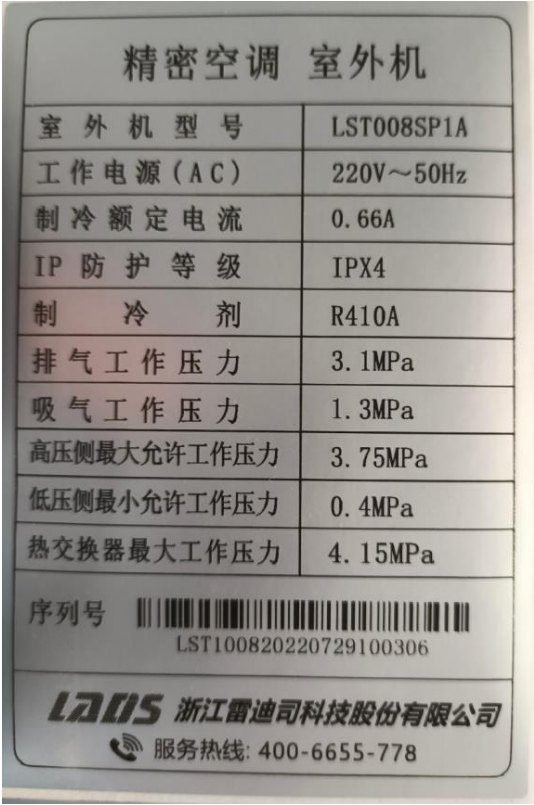 精密空调 室外机
室外机型号 LST008SP1A
工作电源(AC) 220V~50Hz
制冷额定电流 0.66A
IP防护等级 IPX4
制冷剂 R410A
排气工作压力 3.1MPa
吸气工作压力 1.3MPa
高压侧最大允许工作压力 3.75MPa
低压侧最小允许工作压力 0.4MPa
热交换器最大工作压力 4.15MPa
序列号
LST100820220729100306
LADS 浙江雷迪司科技股份有限公司
服务热线: 400-6655-778